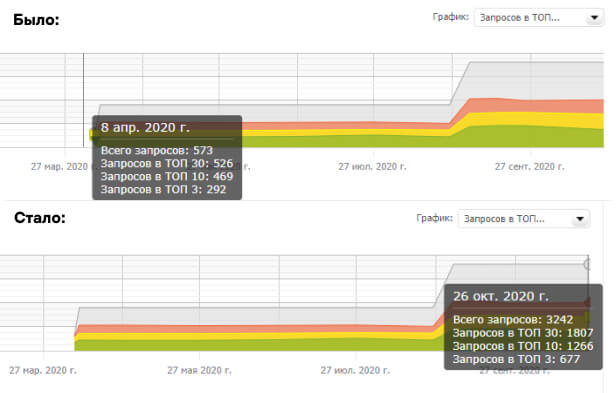 Было:
График: Запросов в ТОП...
8 апр. 2020 г.
Всего запросов: 573
Запросов в ТОП 30: 526
Запросов в ТОП 10: 469
Запросов в ТОП 3: 292
27 мар. 2020 г.
27 июл. 2020 г.
27 сент. 2020 г.
Стало:
График: Запросов в ТОП...
26 окт. 2020 г.
Всего запросов: 3242
Запросов в ТОП 30: 1807
Запросов в ТОП 10: 1266
Запросов в ТОП 3: 677
27 мар. 2020 г.
27 мая 2020 г.
27 июл. 2020 г.
27 сент. 2020 г.